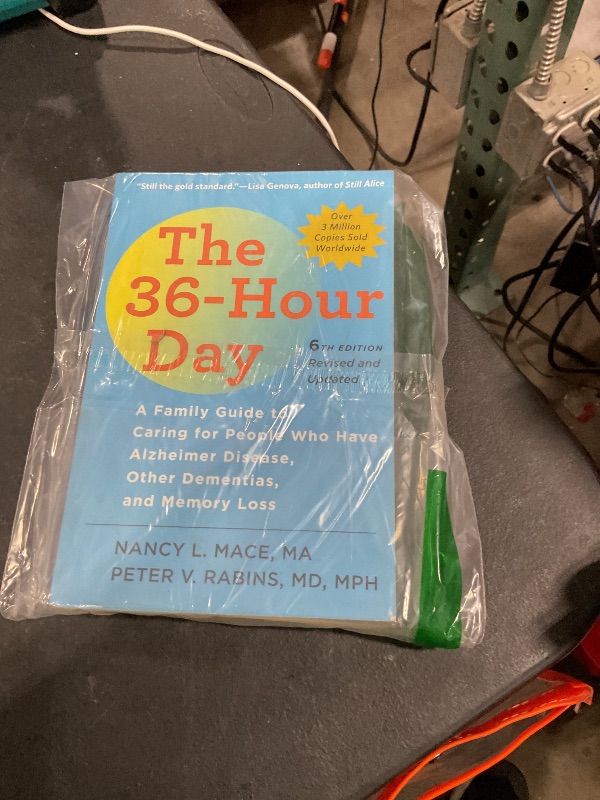 "Still the gold standard."—Lisa Genova, author of Still Alice
Over
3 Million
Copies Sold
Worldwide
The
36-Hour
Day
6TH EDITION
Revised and
Updated
A Family Guide to
Caring for People Who Have
Alzheimer Disease,
Other Dementias,
and Memory Loss
NANCY L. MACE, MA
PETER V. RABINS, MD, MPH